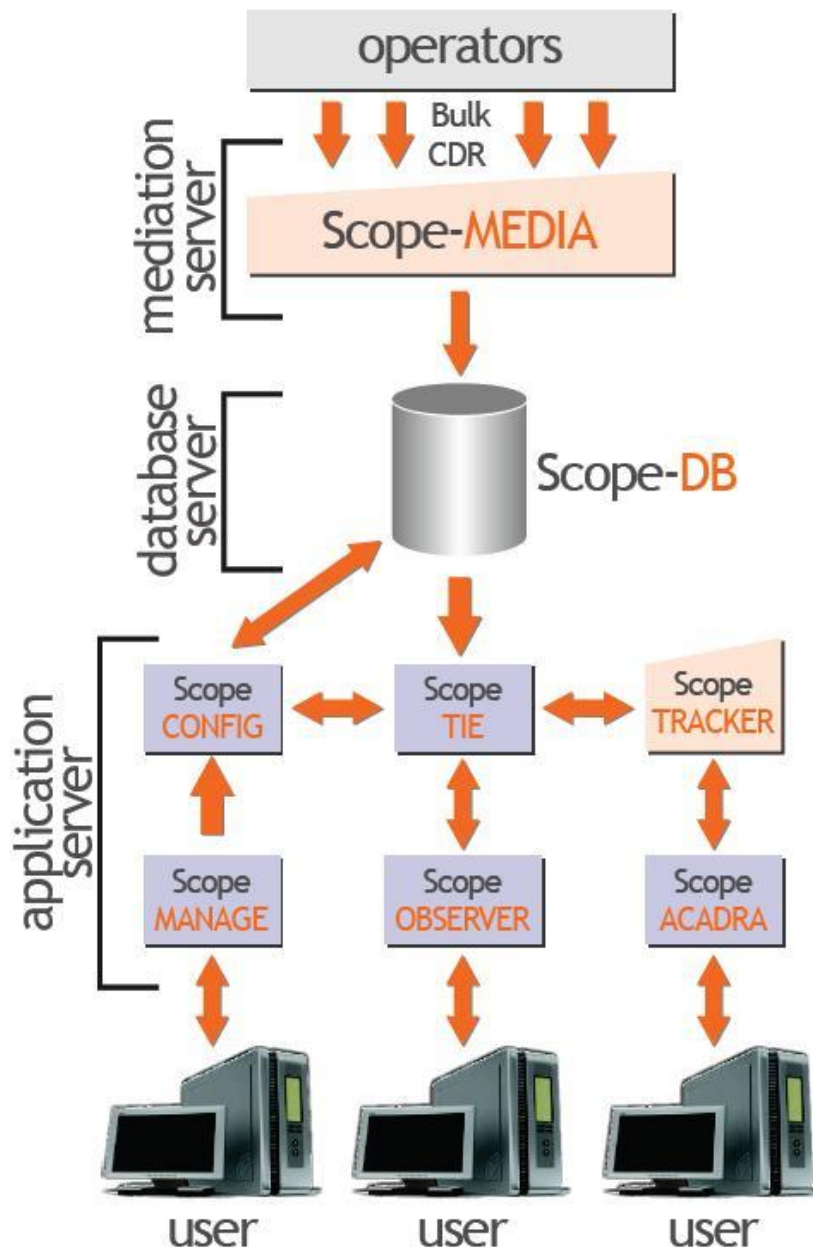 operators
Bulk
CDR
mediation
server
Scope-MEDIA
database
server
Scope-DB
application
server
Scope
CONFIG
Scope
TIE
Scope
TRACKER
Scope
MANAGE
Scope
OBSERVER
Scope
ACADRA
user
user
user